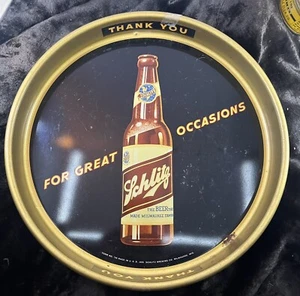 THANK YOU
FOR GREAT OCCASIONS
Schlitz
THE BEER THAT
MADE MILWAUKEE FAMOUS
THANK YOU